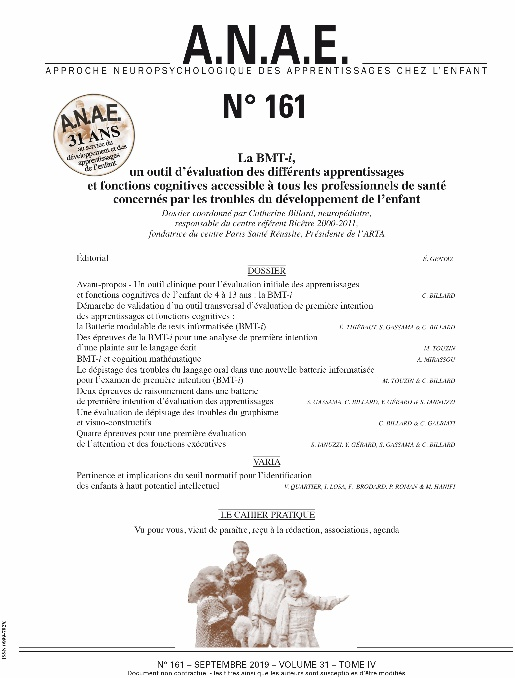 A.N.A.E.
APPROCHE NEUROPSYCHOLOGIQUE DES APPRENTISSAGES CHEZ L'ENFANT
N° 161
A.N.A.E.
31 ANS
au service du
développement et des
apprentissages
de l'enfant
La BMT-i,
un outil d'évaluation des différents apprentissages
et fonctions cognitives accessible à tous les professionnels de santé
concernés par les troubles du développement de l'enfant
Dossier coordonné par Catherine Billard, neuropédiatre,
responsable du centre référent Bicêtre 2000-2011,
fondatrice du centre Paris Santé Réussite, Présidente de l'ARTA
Éditorial É. GENTAZ
DOSSIER
Avant-propos - Un outil clinique pour l'évaluation initiale des apprentissages
et fonctions cognitives de l'enfant de 4 à 13 ans : la BMT-i C. BILLARD
Démarche de validation d'un outil transversal d'évaluation de première intention
des apprentissages et fonctions cognitives :
la Batterie modulable de tests informatisée (BMT-i) E. THIÉBAUT, S. GASSAMA & C. BILLARD
Des épreuves de la BMT-i pour une analyse de première intention
d'une plainte sur le langage écrit M. TOUZIN
BMT-i et cognition mathématique A. MIRASSOU
Le dépistage des troubles du langage oral dans une nouvelle batterie informatisée
pour l'examen de première intention (BMT-i) M. TOUZIN & C. BILLARD
Deux épreuves de raisonnement dans une batterie
de première intention d'évaluation des apprentissages S. GASSAMA, C. BILLARD, Y. GÉRARD & S. IANUZZI
Une évaluation de dépistage des troubles du graphisme
et visuo-constructifs C. BILLARD & C. GALBIATI
Quatre épreuves pour une première évaluation
de l'attention et des fonctions exécutives S. IANUZZI, Y. GÉRARD, S. GASSAMA & C. BILLARD
VARIA
Pertinence et implications du seuil normatif pour l'identification
des enfants à haut potentiel intellectuel V. QUARTIER, I. LOSA, F. BRODARD, P. ROMAN & M. HANIFI
LE CAHIER PRATIQUE
Vu pour vous, vient de paraître, reçu à la rédaction, associations, agenda
N° 161 – SEPTEMBRE 2019 – VOLUME 31 – TOME IV
Document non contractuel - les titres ainsi que les auteurs sont susceptibles d'être modifiés